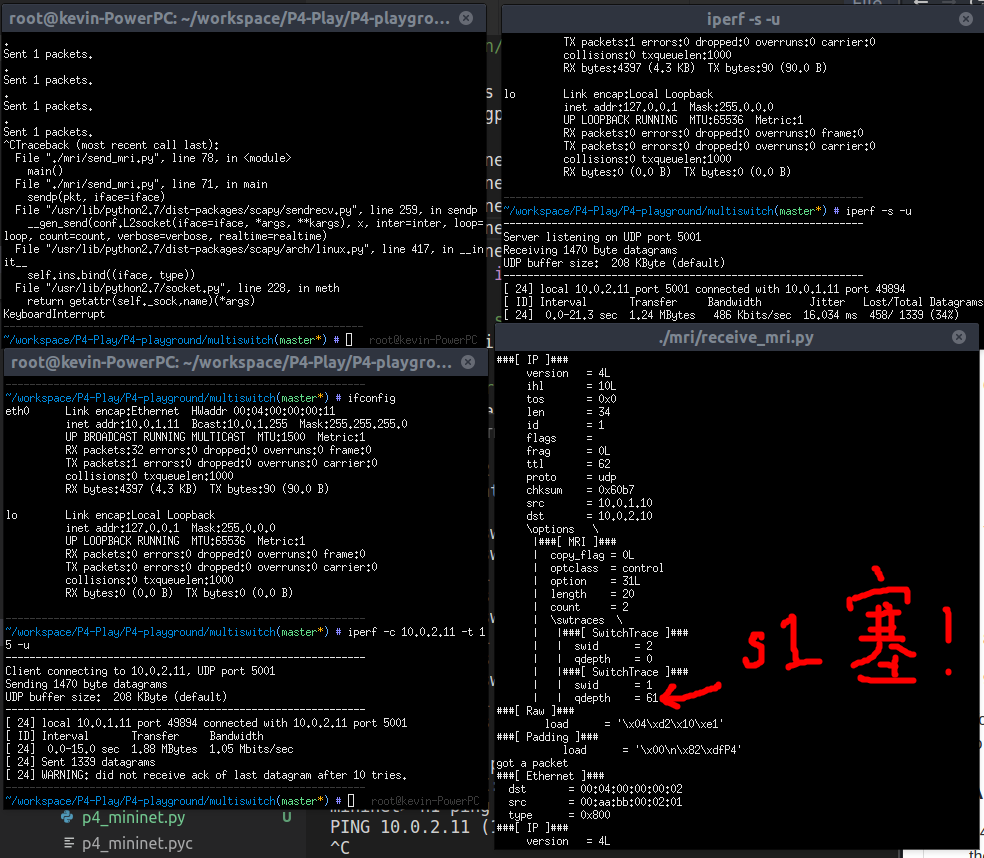 root@kevin-PowerPC: ~/workspace/P4-Play/P4-playgro...
.
Sent 1 packets.
.
Sent 1 packets.
.
Sent 1 packets.
.
Sent 1 packets.
^CTraceback (most recent call last):
File "./mri/send_mri.py", line 78, in <module>
main()
File "./mri/send_mri.py", line 71, in main
sendp(pkt, iface=iface)
File "/usr/lib/python2.7/dist-packages/scapy/sendrecv.py", line 259, in sendp
__gen_send(conf.L2socket(iface=iface, *args, **kargs), x, inter=inter, loop=
loop, count=count, verbose=verbose, realtime=realtime)
File "/usr/lib/python2.7/dist-packages/scapy/arch/linux.py", line 417, in __in
it__
self.ins.bind((iface, type))
File "/usr/lib/python2.7/socket.py", line 228, in meth
return getattr(self._sock,name)(*args)
KeyboardInterrupt
~/workspace/P4-Play/P4-playground/multiswitch(master*) # root@kevin-PowerPC
iperf -s -u
TX packets:1 errors:0 dropped:0 overruns:0 carrier:0
collisions:0 txqueuelen:1000
RX bytes:4397 (4.3 KB) TX bytes:90 (90.0 B)
lo Link encap:Local Loopback
inet addr:127.0.0.1 Mask:255.0.0.0
UP LOOPBACK RUNNING MTU:65536 Metric:1
RX packets:0 errors:0 dropped:0 overruns:0 frame:0
TX packets:0 errors:0 dropped:0 overruns:0 carrier:0
collisions:0 txqueuelen:1000
RX bytes:0 (0.0 B) TX bytes:0 (0.0 B)
~/workspace/P4-Play/P4-playground/multiswitch(master*) # iperf -s -u
Server listening on UDP port 5001
Receiving 1470 byte datagrams
UDP buffer size: 208 KByte (default)
[ 24] local 10.0.2.11 port 5001 connected with 10.0.1.11 port 49894
[ ID] Interval Transfer Bandwidth Jitter Lost/Total Datagrams
[ 24] 0.0-21.3 sec 1.24 MBytes 486 Kbits/sec 16.034 ms 458/ 1339 (34%)
root@kevin-PowerPC: ~/workspace/P4-Play/P4-playgro...
~/workspace/P4-Play/P4-playground/multiswitch(master*) # ifconfig
eth0 Link encap:Ethernet HWaddr 00:04:00:00:00:11
inet addr:10.0.1.11 Bcast:10.0.1.255 Mask:255.255.255.0
UP BROADCAST RUNNING MULTICAST MTU:1500 Metric:1
RX packets:32 errors:0 dropped:0 overruns:0 frame:0
TX packets:1 errors:0 dropped:0 overruns:0 carrier:0
collisions:0 txqueuelen:1000
RX bytes:4397 (4.3 KB) TX bytes:90 (90.0 B)
lo Link encap:Local Loopback
inet addr:127.0.0.1 Mask:255.0.0.0
UP LOOPBACK RUNNING MTU:65536 Metric:1
RX packets:0 errors:0 dropped:0 overruns:0 frame:0
TX packets:0 errors:0 dropped:0 overruns:0 carrier:0
collisions:0 txqueuelen:1000
RX bytes:0 (0.0 B) TX bytes:0 (0.0 B)
~/workspace/P4-Play/P4-playground/multiswitch(master*) # iperf -c 10.0.2.11 -t 1
5 -u
Client connecting to 10.0.2.11, UDP port 5001
Sending 1470 byte datagrams
UDP buffer size: 208 KByte (default)
[ 24] local 10.0.1.11 port 49894 connected with 10.0.2.11 port 5001
[ ID] Interval Transfer Bandwidth
[ 24] 0.0-15.0 sec 1.88 MBytes 1.05 Mbits/sec
[ 24] Sent 1339 datagrams
[ 24] WARNING: did not receive ack of last datagram after 10 tries.
~/workspace/P4-Play/P4-playground/multiswitch(master*) # root@kevin-PowerPC
./mri/receive_mri.py
###[ IP ]###
version = 4L
ihl = 10L
tos = 0x0
len = 34
id = 1
flags =
frag = 0L
ttl = 62
proto = udp
chksum = 0x60b7
src = 10.0.1.10
dst = 10.0.2.10
\options \
|###[ MRI ]###
| copy_flag = 0L
| optclass = control
| option = 31L
| length = 20
| count = 2
| \swtraces \
| |###[ SwitchTrace ]###
| | swid = 2
| | qdepth = 0
| |###[ SwitchTrace ]###
| | swid = 1
| | qdepth = 61
###[ Raw ]###
load = '\x04\xd2\x10\xe1'
###[ Padding ]###
load = '\x00\n\x82\xdfP4'
got a packet
###[ Ethernet ]###
dst = 00:04:00:00:00:02
src = 00:aa:bb:00:02:01
type = 0x800
###[ IP ]###
version = 4L
s1 塞!
p4_mininet.py U
p4_mininet.pyc
PING 10.0.2.11 (
^C